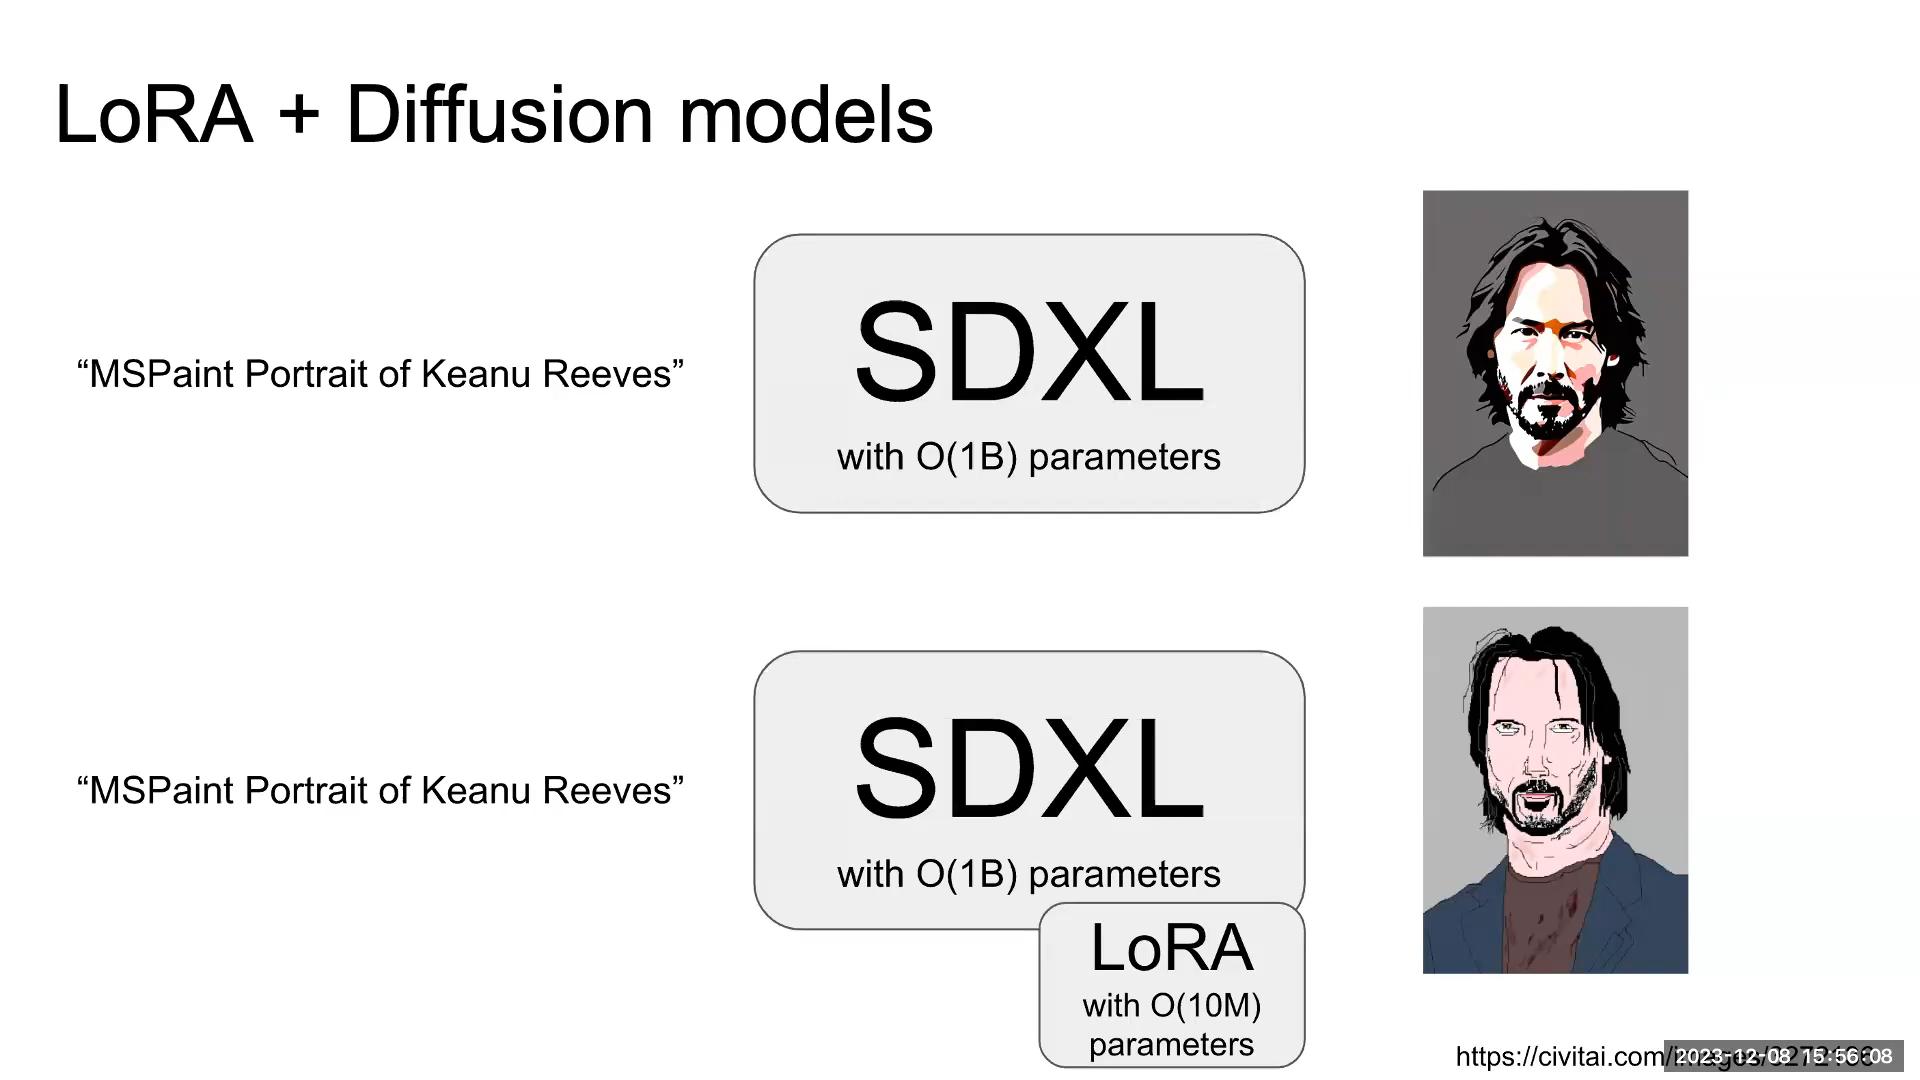 LoRA + Diffusion models
“MSPaint Portrait of Keanu Reeves”
SDXL
with O(1B) parameters
“MSPaint Portrait of Keanu Reeves”
SDXL
with O(1B) parameters
LoRA
with O(10M)
parameters
https://civitai.com/images/
2023-12-08 15:56:08